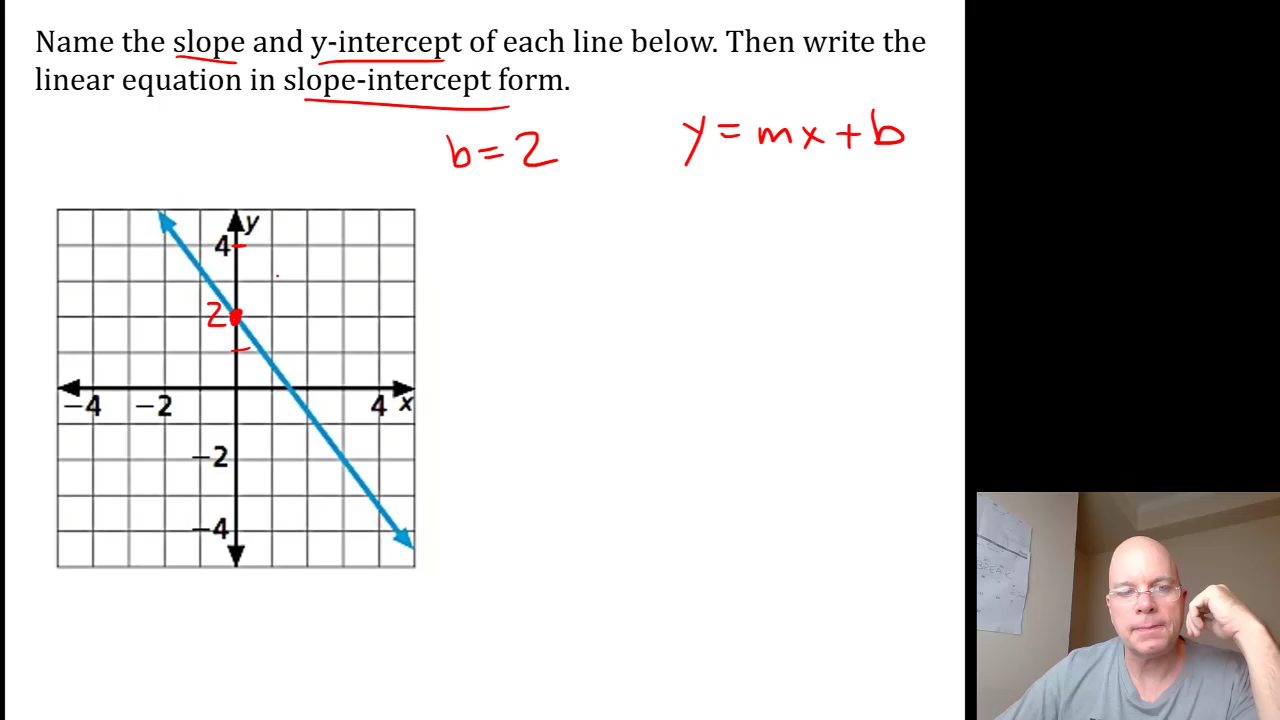 Name the slope and y-intercept of each line below. Then write the
linear equation in slope-intercept form.
b = 2
y = mx + b
y
4
2
−4
−2
4
x
−2
−4